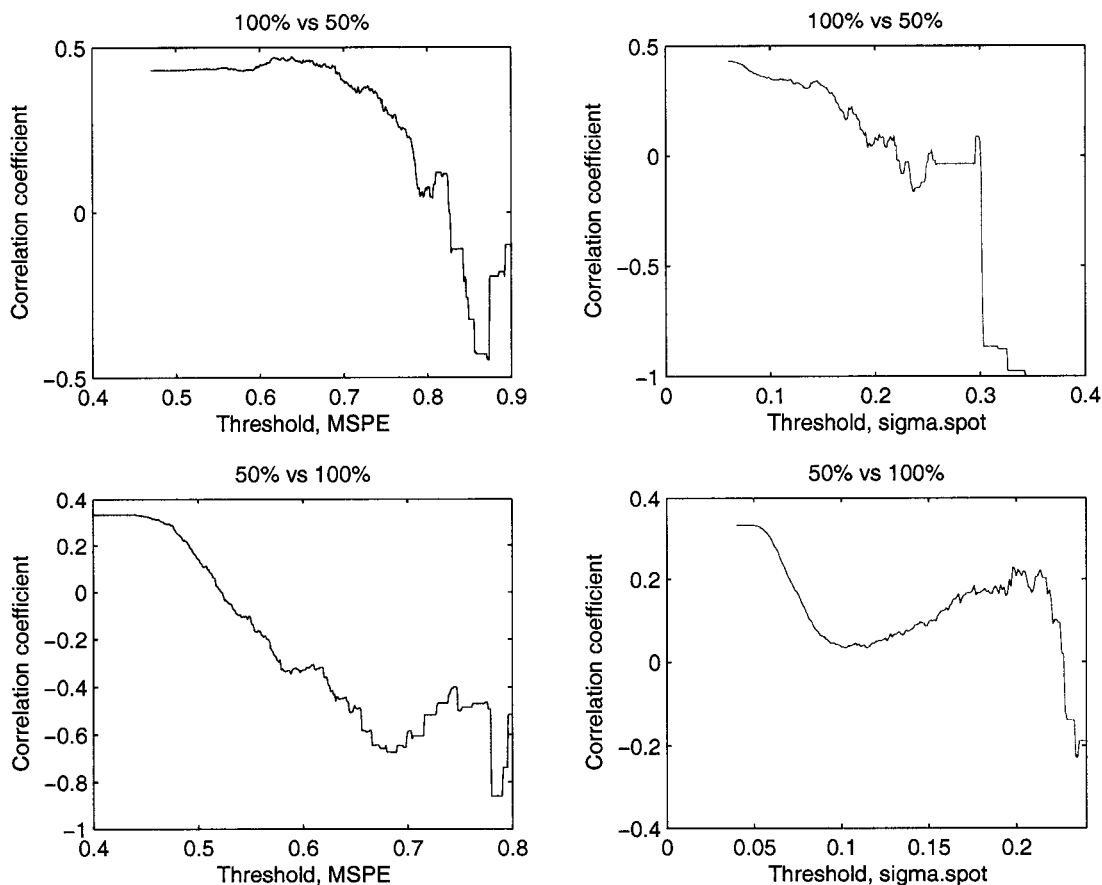 100% vs 50%
0.5
0
−0.5
Correlation coefficient
0.4 0.5 0.6 0.7 0.8 0.9
Threshold, MSPE
100% vs 50%
0.5
0
−0.5
−1
Correlation coefficient
0 0.1 0.2 0.3 0.4
Threshold, sigma.spot
50% vs 100%
0.4
0.2
0
−0.2
−0.4
−0.6
−0.8
−1
Correlation coefficient
0.4 0.5 0.6 0.7 0.8
Threshold, MSPE
50% vs 100%
0.4
0.2
0
−0.2
−0.4
Correlation coefficient
0 0.05 0.1 0.15 0.2
Threshold, sigma.spot